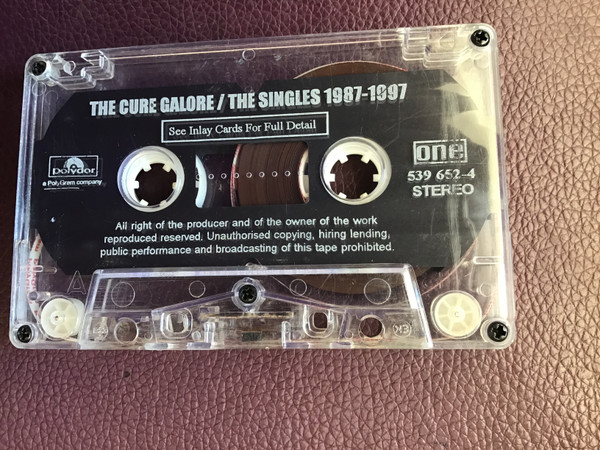 THE CURE GALORE / THE SINGLES 1987-1997
See Inlay Cards For Full Detail
Polydor
a PolyGram company
one
539 652-4
STEREO
All right of the producer and of the owner of the work
reproduced reserved. Unauthorised copying, hiring lending,
public performance and broadcasting of this tape prohibited.
A